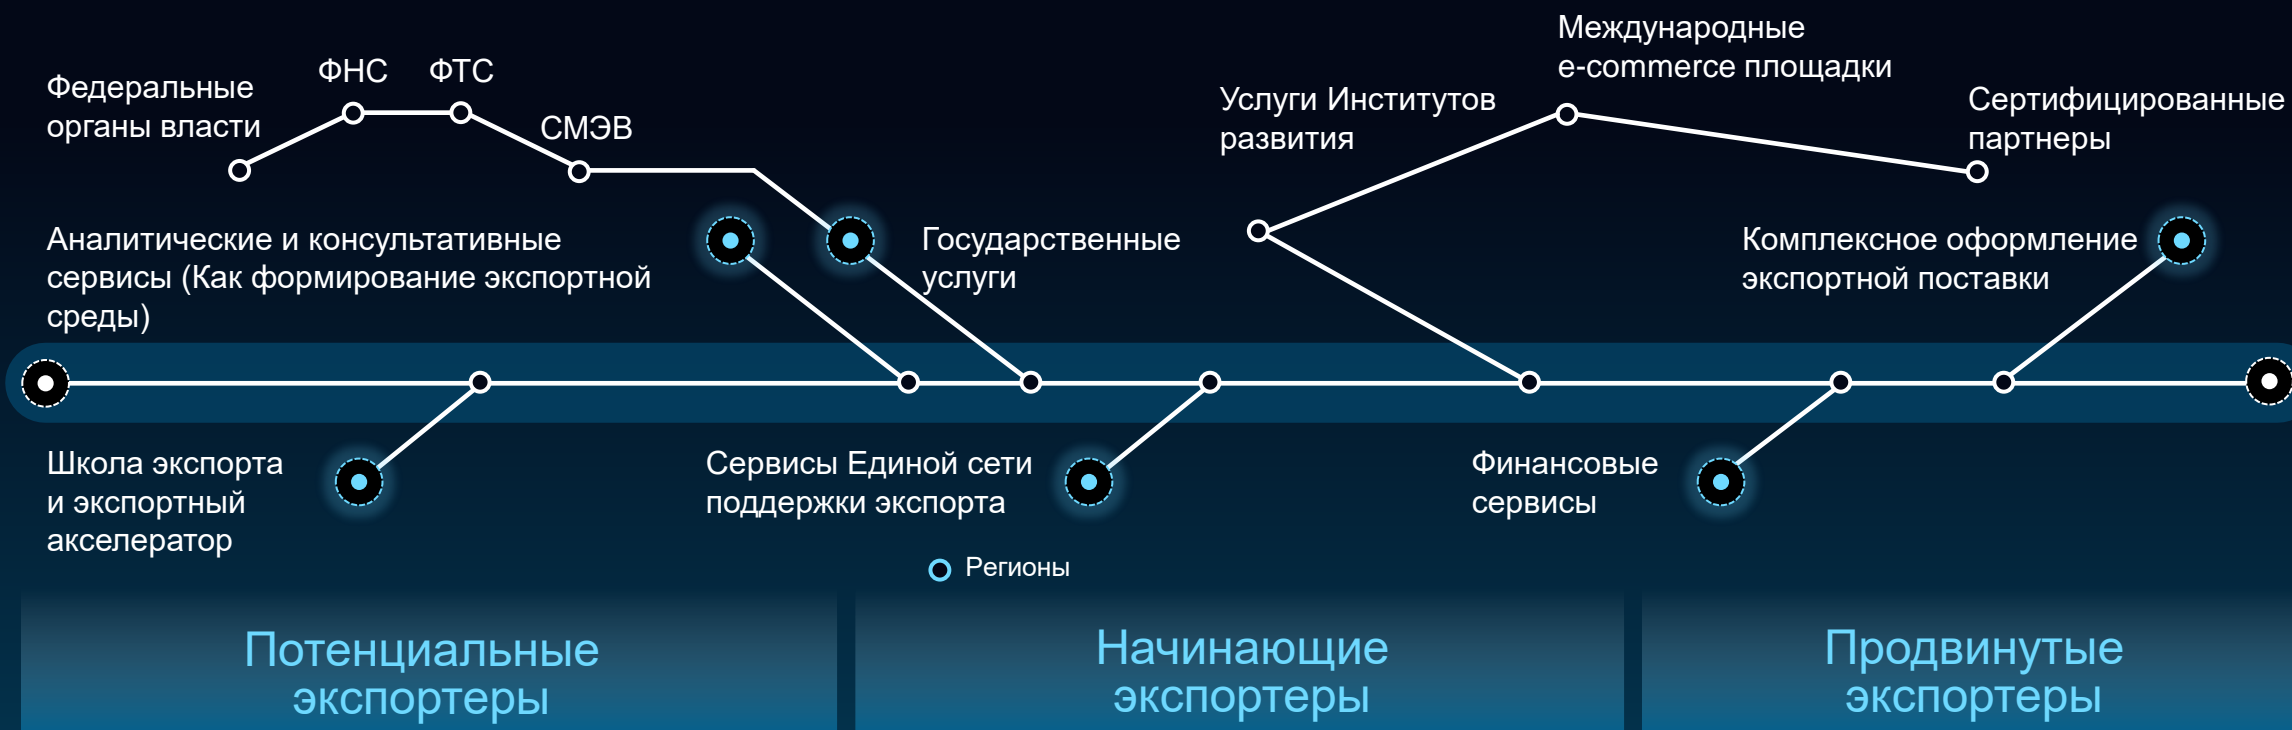 Федеральные
органы власти
ФНС
ФТС
СМЭВ
Услуги Институтов
развития
Международные
e-commerce площадки
Сертифицированные
партнеры
Аналитические и консультативные
сервисы (Как формирование экспортной
среды)
Государственные
услуги
Комплексное оформление
экспортной поставки
Школа экспорта
и экспортный
акселератор
Сервисы Единой сети
поддержки экспорта
Финансовые
сервисы
Регионы
Потенциальные
экспортеры
Начинающие
экспортеры
Продвинутые
экспортеры